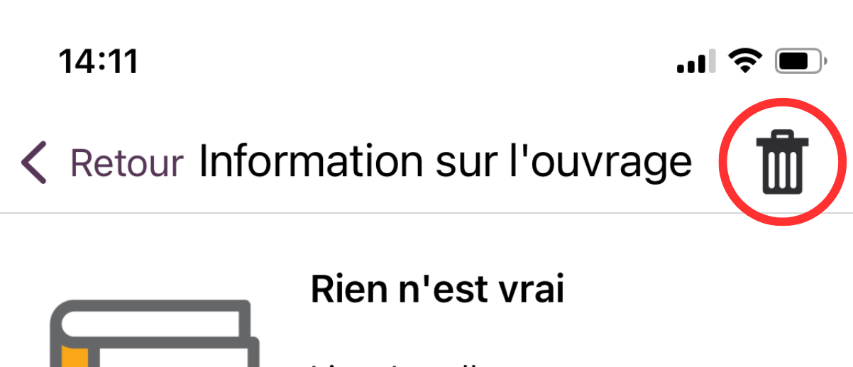 14:11
Retour Information sur l'ouvrage
Rien n'est vrai